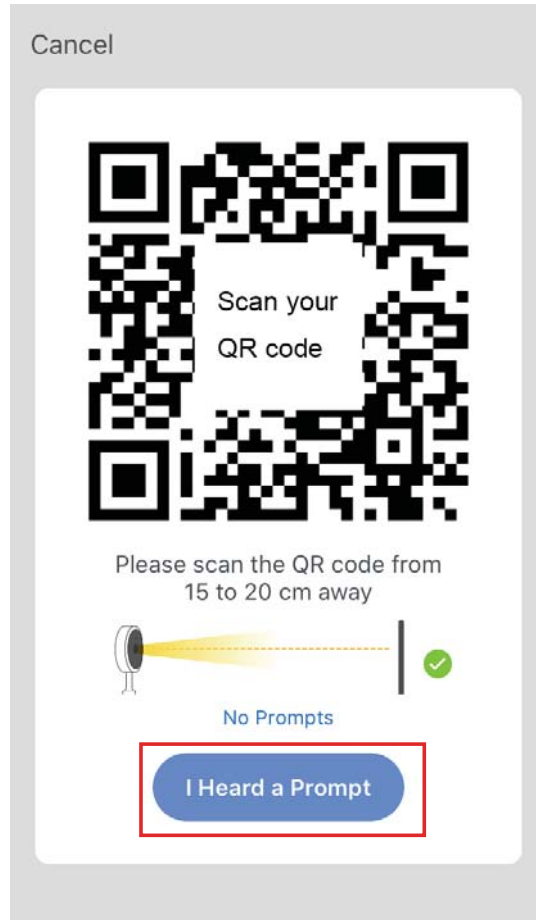 Cancel
Scan your
QR code
Please scan the QR code from
15 to 20 cm away
No Prompts
I Heard a Prompt